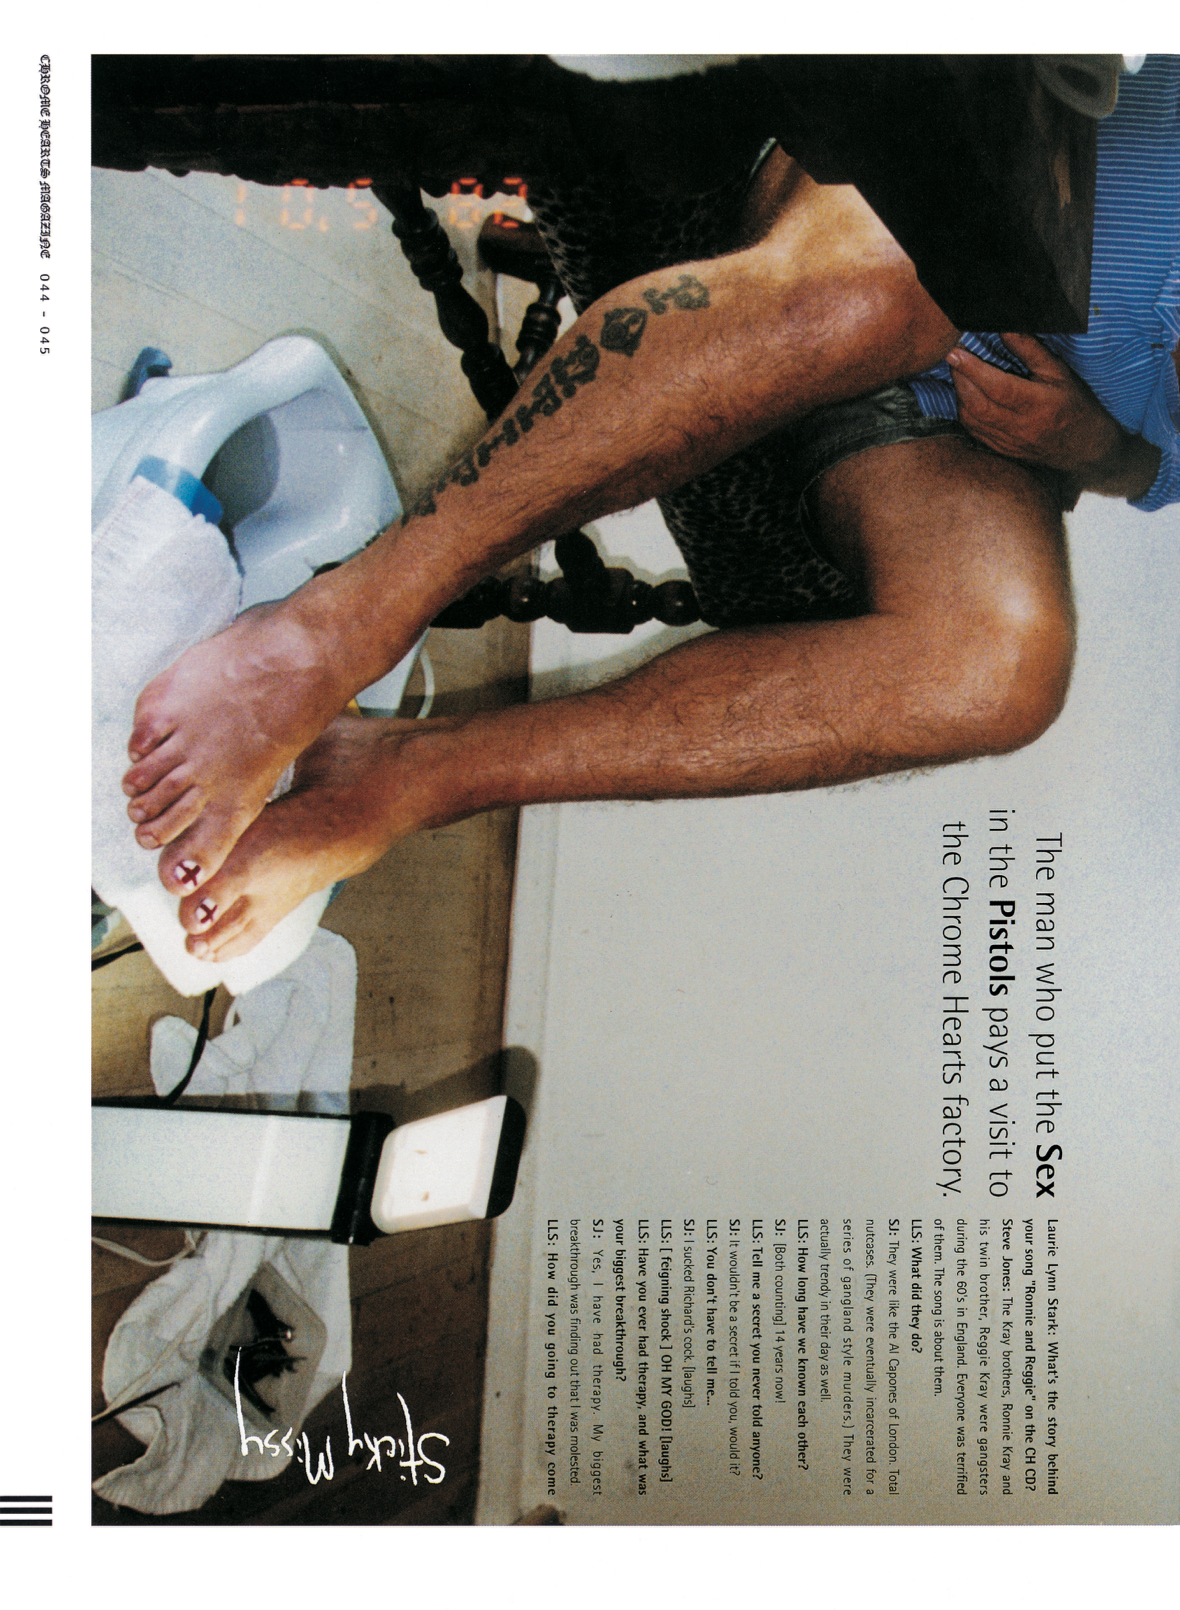 CHROME HEARTS MAGAZINE 044 - 045
The man who put the Sex
in the Pistols pays a visit to
the Chrome Hearts factory.
Laurie Lynn Stark: What's the story behind
your song "Ronnie and Reggie" on the CH CD?
Steve Jones: The Kray brothers, Ronnie Kray and
his twin brother, Reggie Kray were gangsters
during the 60's in England. Everyone was terrified
of them. The song is about them.
LLS: What did they do?
SJ: They were like the Al Capones of London. Total
nutcases. (They were eventually incarcerated for a
series of gangland style murders.) They were
actually trendy in their day as well.
LLS: How long have we known each other?
SJ: [Both counting] 14 years now!
LLS: Tell me a secret you never told anyone?
SJ: It wouldn't be a secret if I told you, would it?
LLS: You don't have to tell me...
SJ: I sucked Richard's cock. [laughs]
LLS: [ feigning shock ] OH MY GOD! [laughs]
LLS: Have you ever had therapy, and what was
your biggest breakthrough?
SJ: Yes, I have had therapy. My biggest
breakthrough was finding out that I was molested.
LLS: How did you going to therapy come
Sticky Missy